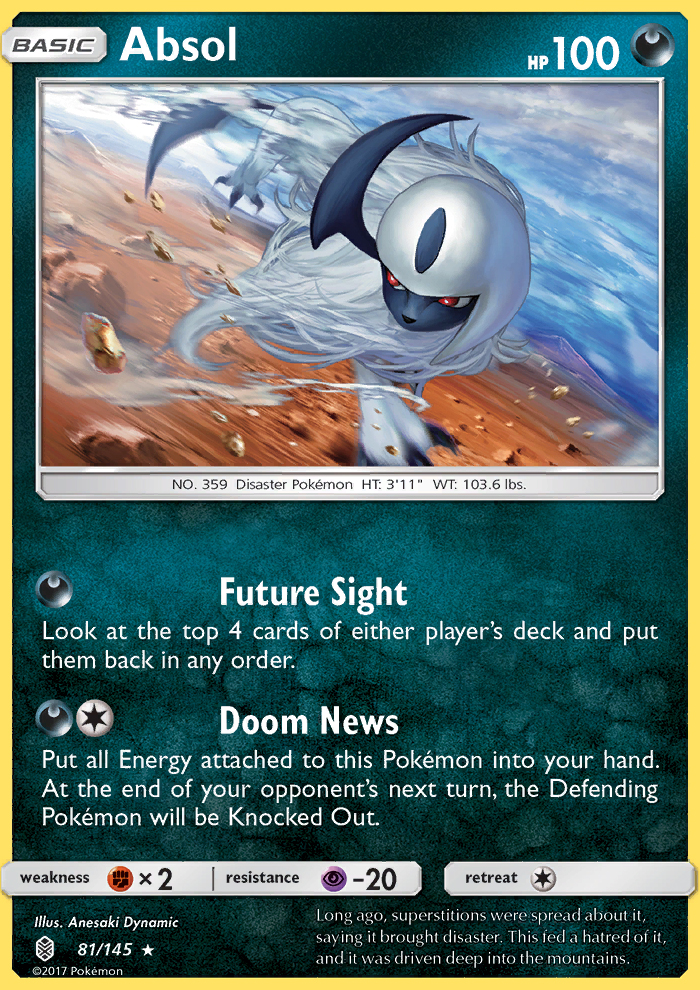 BASIC Absol HP 100
NO. 359 Disaster Pokémon HT: 3'11" WT: 103.6 lbs.
Future Sight
Look at the top 4 cards of either player's deck and put
them back in any order.
Doom News
Put all Energy attached to this Pokémon into your hand.
At the end of your opponent's next turn, the Defending
Pokémon will be Knocked Out.
weakness ×2 resistance -20 retreat
Illus. Anesaki Dynamic
81/145 ★
©2017 Pokémon
Long ago, superstitions were spread about it,
saying it brought disaster. This fed a hatred of it,
and it was driven deep into the mountains.